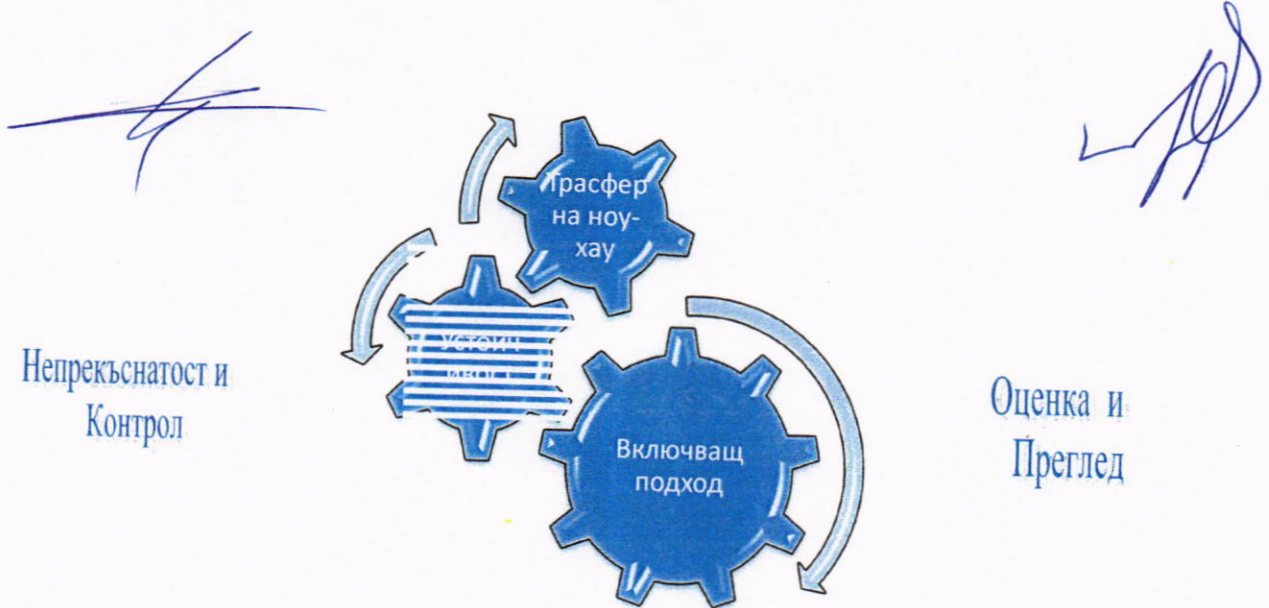 Трасфер
на ноу-
хау
Непрекъснатост и
Контрол
Включващ
подход
Оценка и
Преглед